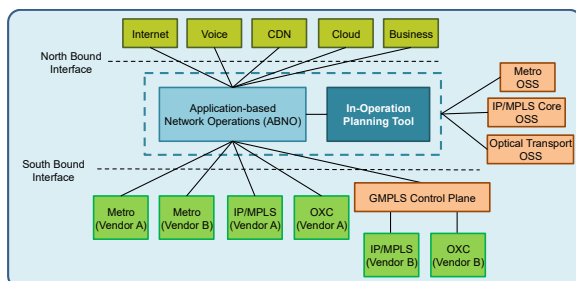 Internet
Voice
CDN
Cloud
Business
North Bound
Interface
Metro
OSS
Application-based
Network Operations (ABNO)
In-Operation
Planning Tool
IP/MPLS Core
OSS
Optical Transport
OSS
South Bound
Interface
GMPLS Control Plane
Metro
(Vendor A)
Metro
(Vendor B)
IP/MPLS
(Vendor A)
OXC
(Vendor A)
IP/MPLS
(Vendor B)
OXC
(Vendor B)